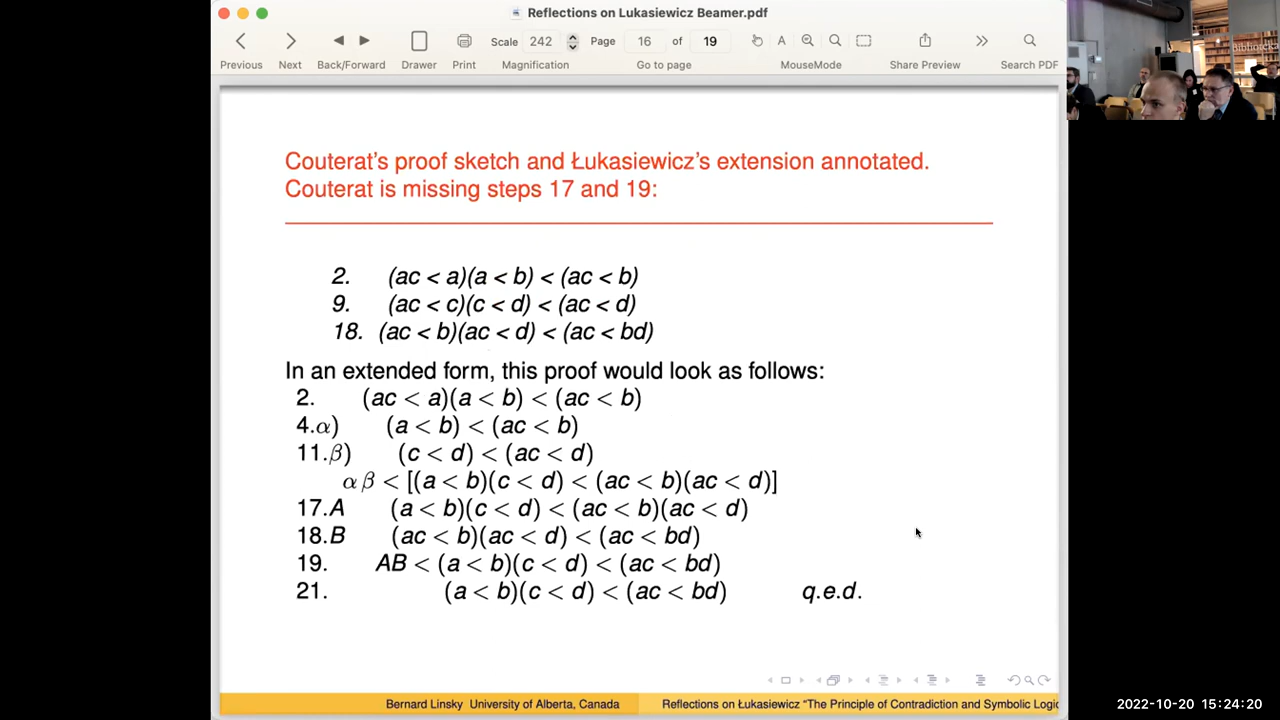 Reflections on Lukasiewicz Beamer.pdf
Scale 242 Page 16 of 19
Previous Next Back/Forward Drawer Print Magnification Go to page MouseMode Share Preview Search PDF
Couterat's proof sketch and Łukasiewicz's extension annotated.
Couterat is missing steps 17 and 19:
2. (ac < a)(a < b) < (ac < b)
9. (ac < c)(c < d) < (ac < d)
18. (ac < b)(ac < d) < (ac < bd)
In an extended form, this proof would look as follows:
2. (ac < a)(a < b) < (ac < b)
4.α) (a < b) < (ac < b)
11.β) (c < d) < (ac < d)
α β < [(a < b)(c < d) < (ac < b)(ac < d)]
17.A (a < b)(c < d) < (ac < b)(ac < d)
18.B (ac < b)(ac < d) < (ac < bd)
19. AB < (a < b)(c < d) < (ac < bd)
21. (a < b)(c < d) < (ac < bd) q.e.d.
Bernard Linsky University of Alberta, Canada Reflections on Łukasiewicz "The Principle of Contradiction and Symbolic Logic
2022-10-20 15:24:20